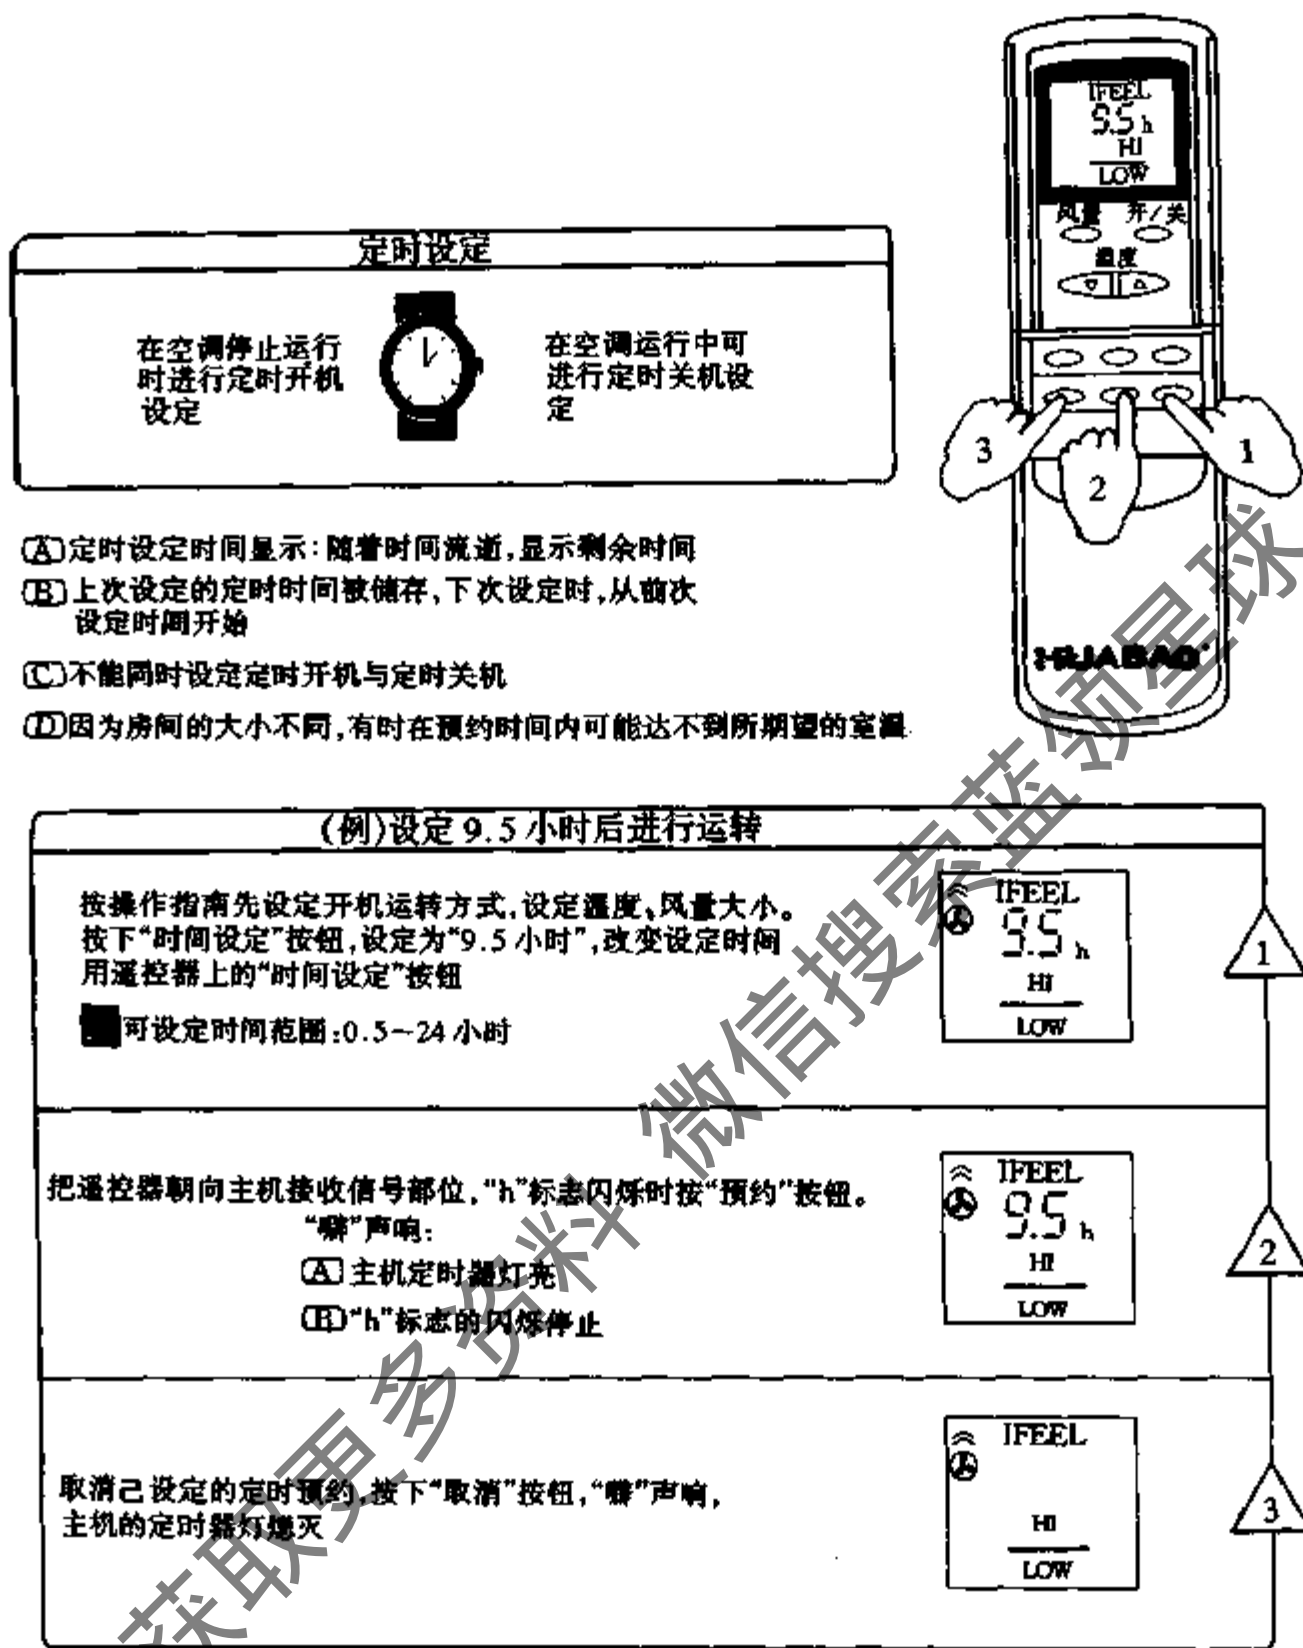 IFEEL
9.5 h
HI
LOW
风量 开/关
温度
3
2
1
HUABAO
定时设定
在空调停止运行
时进行定时开机
设定
在空调运行中可
进行定时关机设
定
(A)定时设定时间显示:随着时间流逝,显示剩余时间
(B)上次设定的定时时间被储存,下次设定时,从前次
设定时间开始
(C)不能同时设定定时开机与定时关机
(D)因为房间的大小不同,有时在预约时间内可能达不到所期望的室温
(例)设定 9.5 小时后进行运转
按操作指南先设定开机运转方式,设定温度、风量大小。
按下“时间设定”按钮,设定为“9.5 小时”,改变设定时间
用遥控器上的“时间设定”按钮
可设定时间范围:0.5~24 小时
IFEEL
9.5 h
HI
LOW
1
把遥控器朝向主机接收信号部位,“h”标志闪烁时按“预约”按钮。
“嘟”声响:
(A)主机定时器灯亮
(B)“h”标志的闪烁停止
IFEEL
9.5 h
HI
LOW
2
取消己设定的定时预约,按下“取消”按钮,“嘟”声响,
主机的定时器灯熄灭
IFEEL
HI
LOW
3
获取更多资料 微信搜索蓝领星球